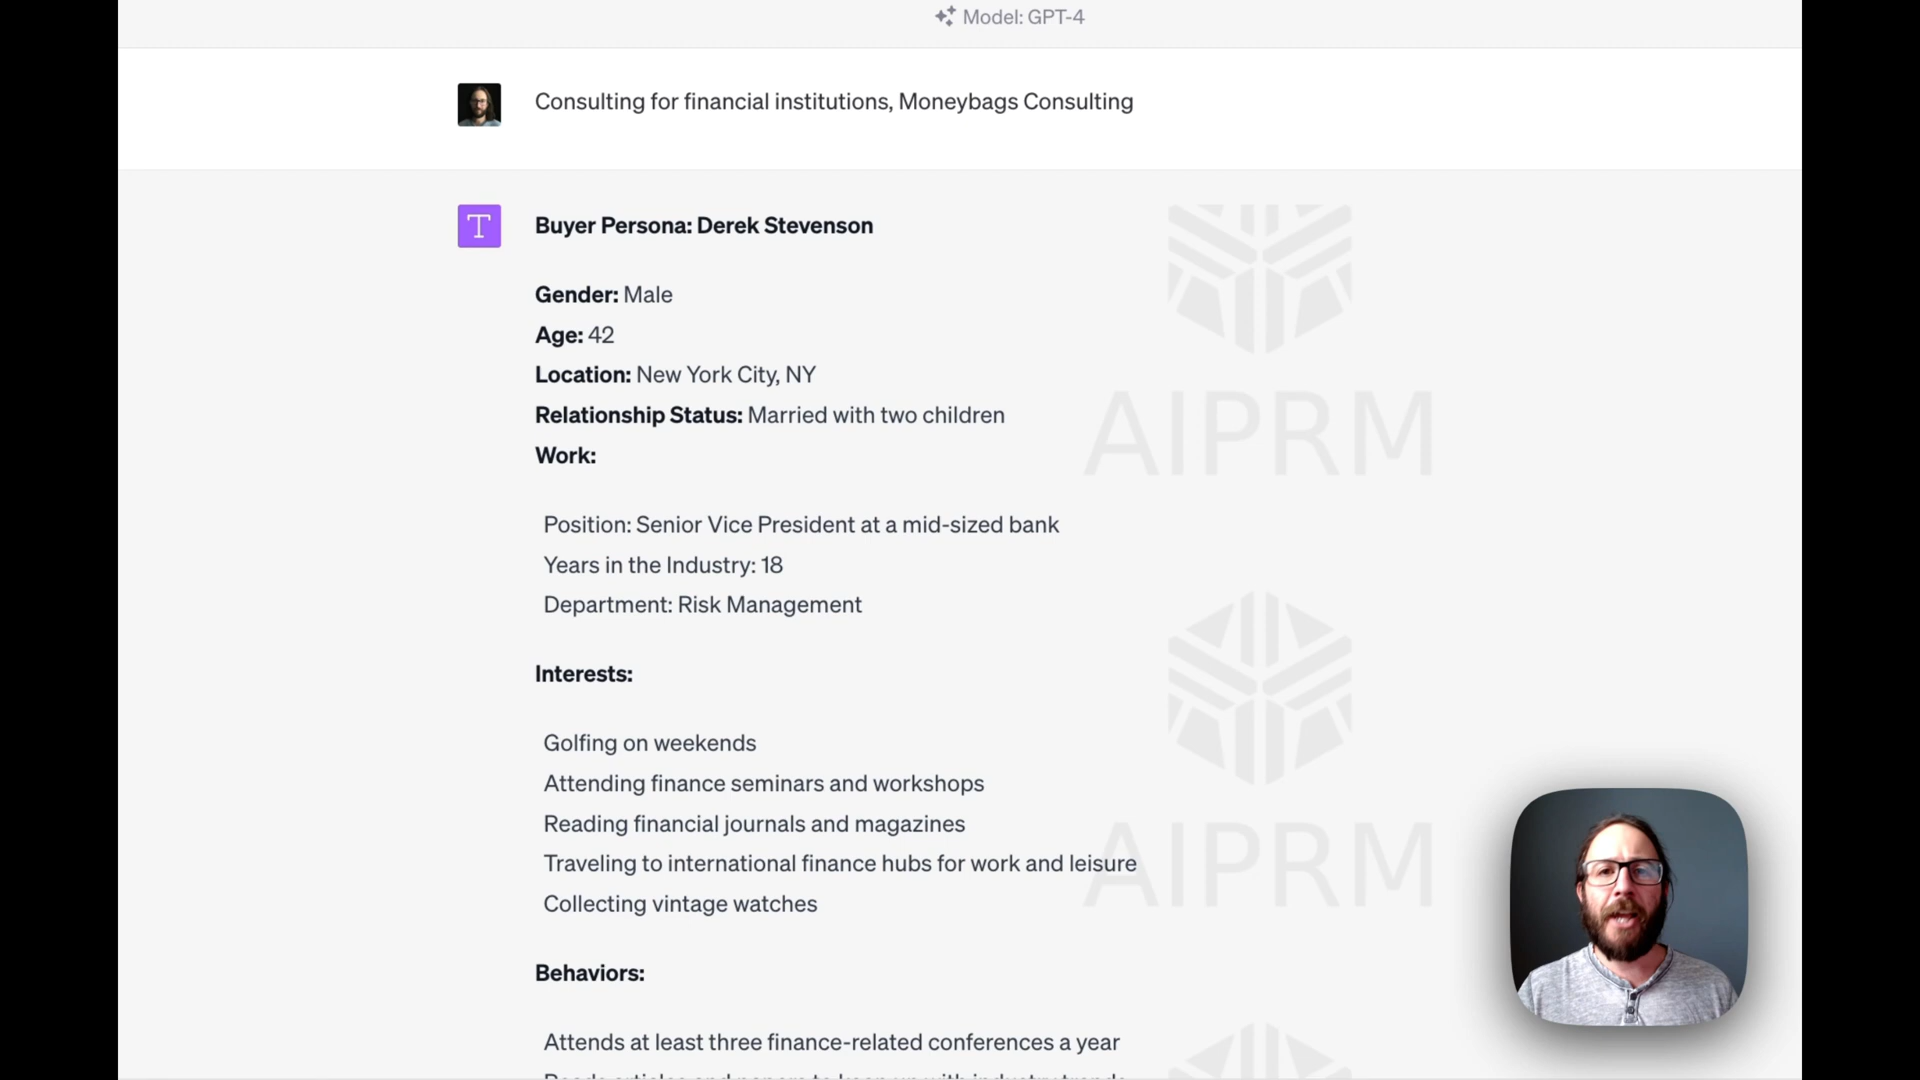 Model: GPT-4
Consulting for financial institutions, Moneybags Consulting
T
Buyer Persona: Derek Stevenson
Gender: Male
Age: 42
Location: New York City, NY
Relationship Status: Married with two children
AIPRM
Work:
Position: Senior Vice President at a mid-sized bank
Years in the Industry: 18
Department: Risk Management
Interests:
Golfing on weekends
Attending finance seminars and workshops
Reading financial journals and magazines
Traveling to international finance hubs for work and leisure
AIPRM
Collecting vintage watches
Behaviors:
Attends at least three finance-related conferences a year